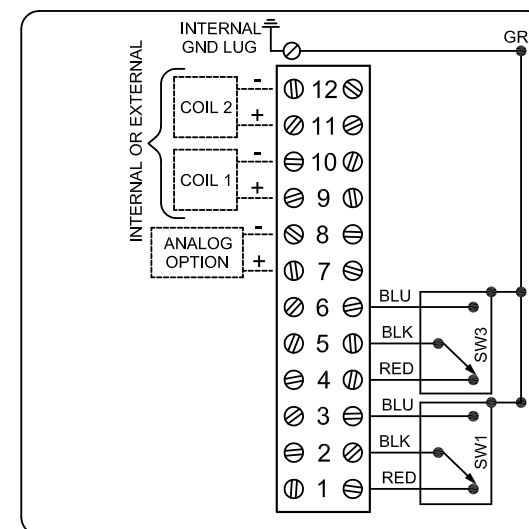 INTERNAL
GND LUG
GR
INTERNAL OR EXTERNAL
COIL 2
-
+
COIL 1
-
+
ANALOG
OPTION
-
+
12
11
10
9
8
7
6
5
4
3
2
1
BLU
BLK
RED
SW3
BLU
BLK
RED
SW1